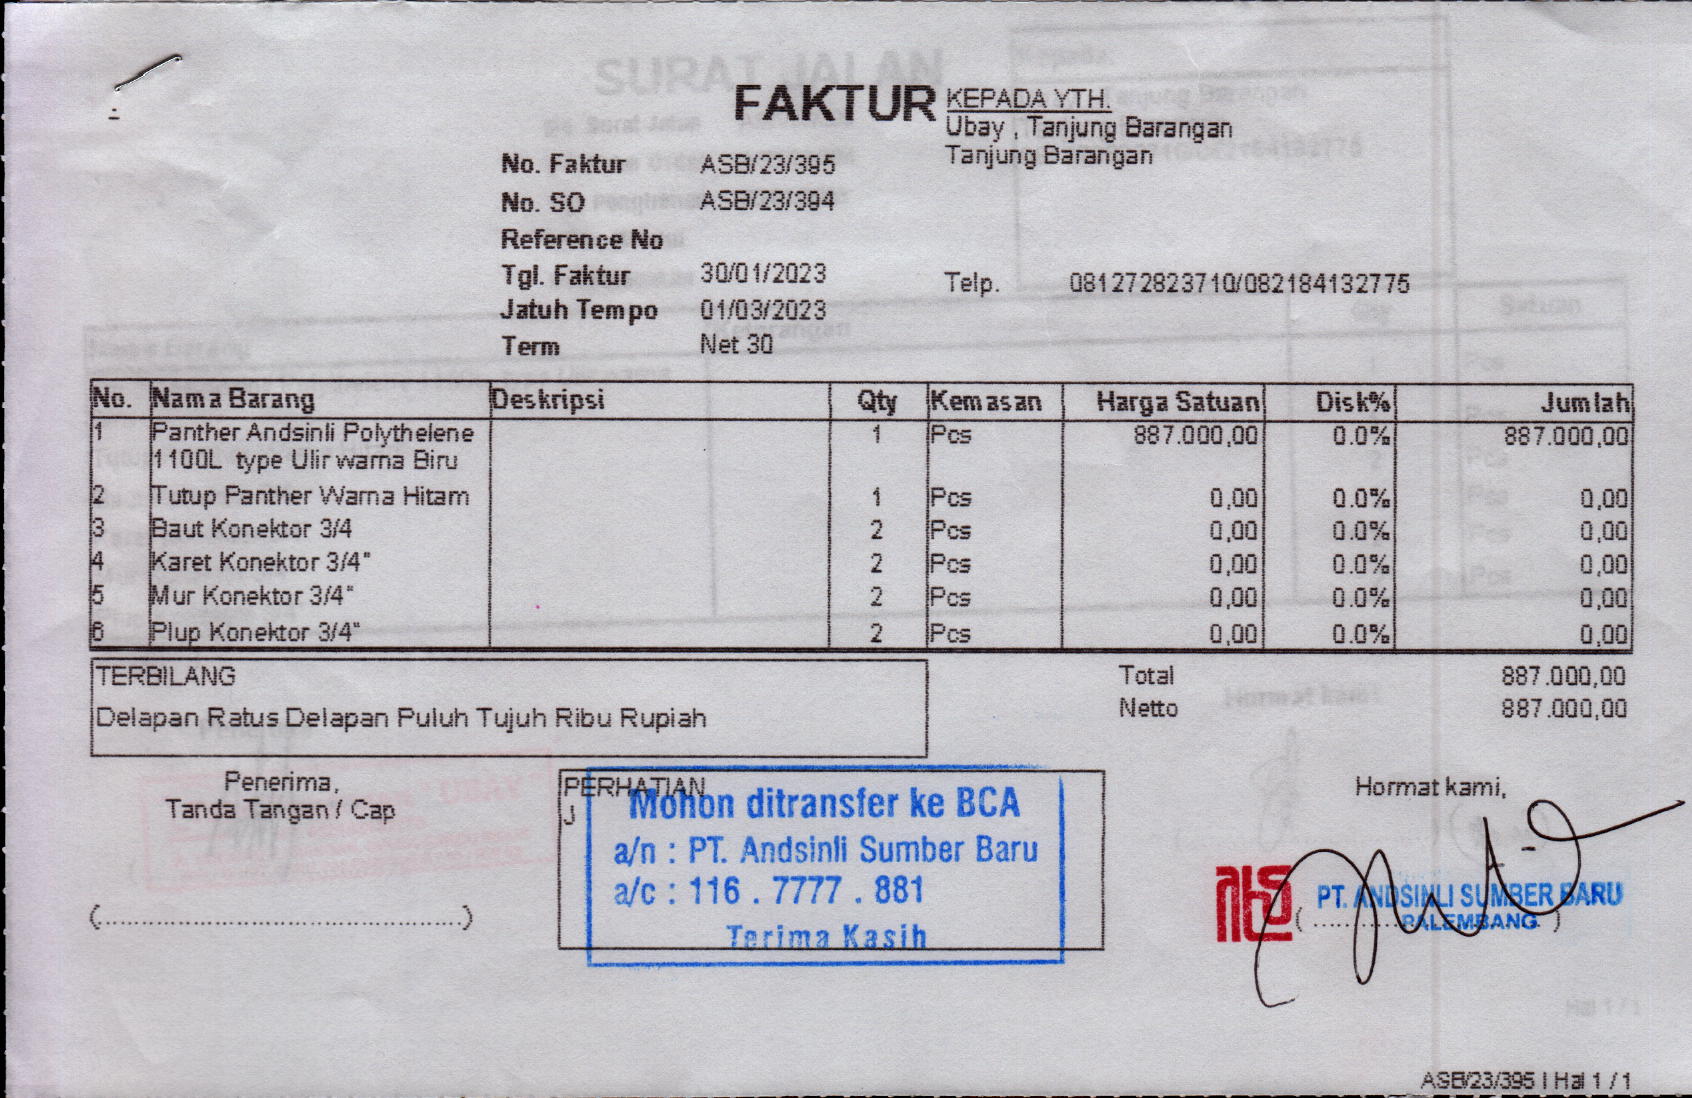 FAKTUR
KEPADA YTH.
Ubay , Tanjung Barangan
Tanjung Barangan
No. Faktur ASB/23/395
No. SO ASB/23/394
Reference No
Tgl. Faktur 30/01/2023
Jatuh Tempo 01/03/2023
Term Net 30
Telp. 081272823710/082184132775
No. Nama Barang Deskripsi Qty Kemasan Harga Satuan Disk% Jumlah
1 Panther Andsinli Polythelene 1 Pcs 887.000,00 0.0% 887.000,00
1100L type Ulir warna Biru
2 Tutup Panther Warna Hitam 1 Pcs 0,00 0.0% 0,00
3 Baut Konektor 3/4 2 Pcs 0,00 0.0% 0,00
4 Karet Konektor 3/4" 2 Pcs 0,00 0.0% 0,00
5 Mur Konektor 3/4" 2 Pcs 0,00 0.0% 0,00
6 Plup Konektor 3/4" 2 Pcs 0,00 0.0% 0,00
TERBILANG
Delapan Ratus Delapan Puluh Tujuh Ribu Rupiah
Total 887.000,00
Netto 887.000,00
Penerima,
Tanda Tangan / Cap
(....................................)
PERHATIAN
J
Mohon ditransfer ke BCA
a/n : PT. Andsinli Sumber Baru
a/c : 116 . 7777 . 881
Terima Kasih
Hormat kami,
PT. ANDSINLI SUMBER BARU
PALEMBANG
ASB/23/395 | Hal 1 / 1
SURAT JALAN